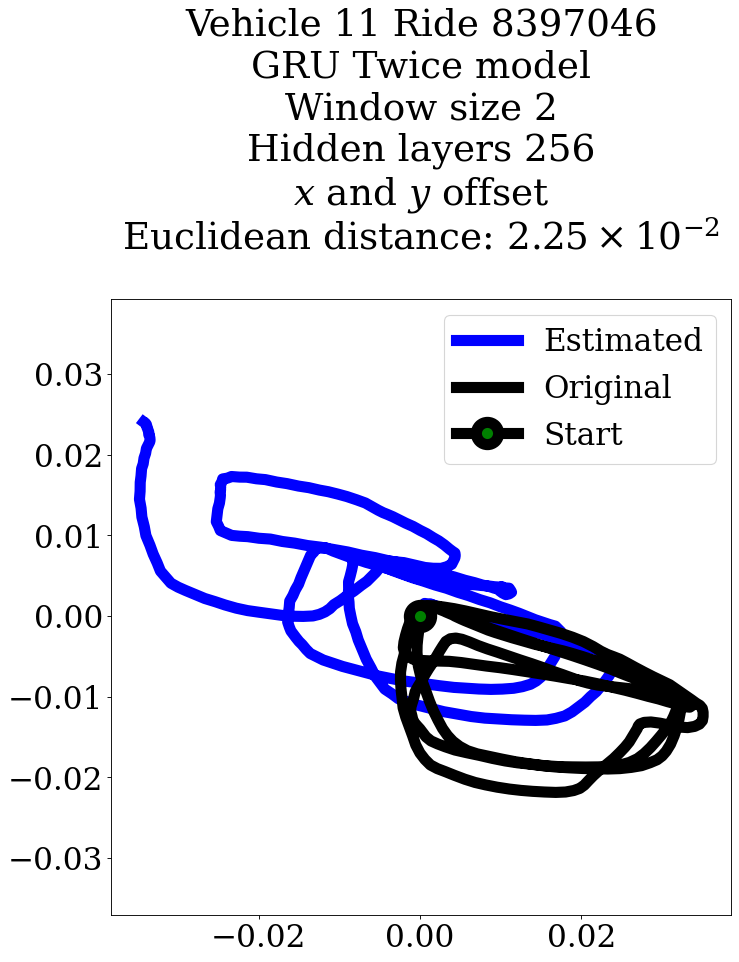 Vehicle 11 Ride 8397046
GRU Twice model
Window size 2
Hidden layers 256
x and y offset
Euclidean distance: 2.25 × 10⁻²
Estimated
Original
Start
0.03
0.02
0.01
0.00
−0.01
−0.02
−0.03
−0.02 0.00 0.02